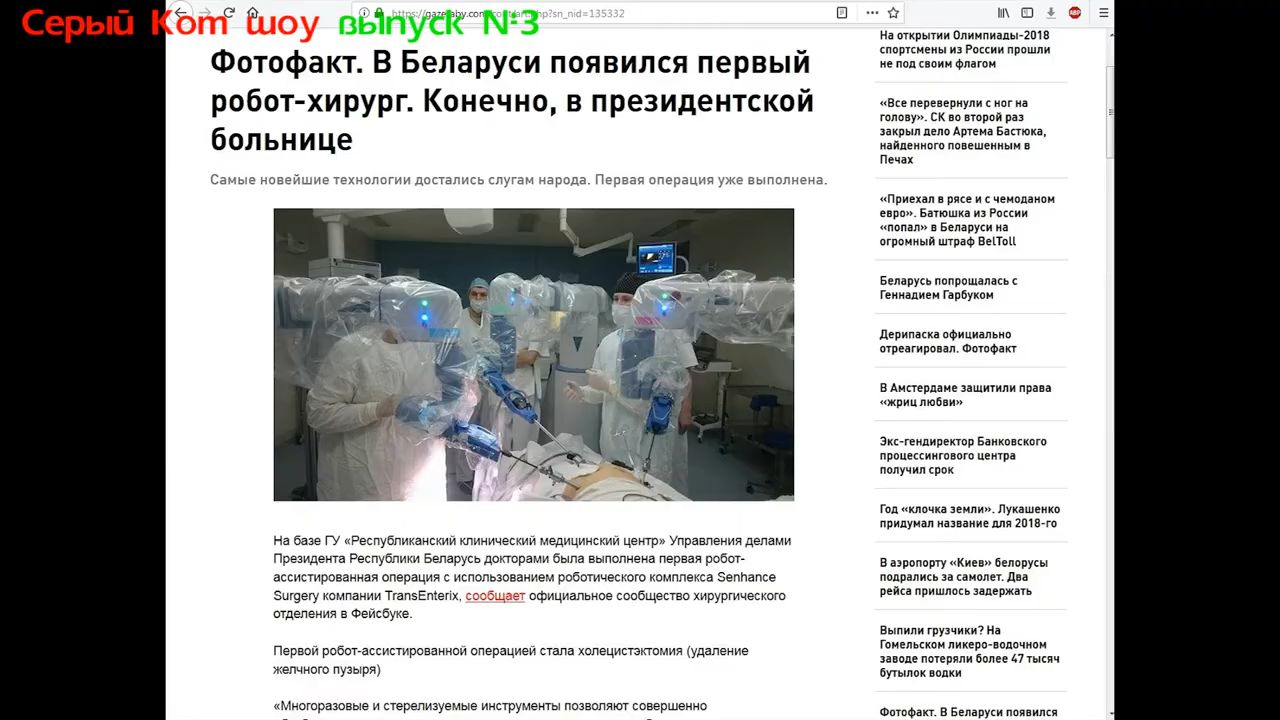 Серый Кот шоу выпуск №3
Фотофакт. В Беларуси появился первый
робот-хирург. Конечно, в президентской
больнице
Самые новейшие технологии достались слугам народа. Первая операция уже выполнена.
На базе ГУ «Республиканский клинический медицинский центр» Управления делами
Президента Республики Беларусь докторами была выполнена первая робот-
ассистированная операция с использованием роботического комплекса Senhance
Surgery компании TransEnterix, сообщает официальное сообщество хирургического
отделения в Фейсбуке.
Первой робот-ассистированной операцией стала холецистэктомия (удаление
желчного пузыря)
«Многоразовые и стерелизуемые инструменты позволяют совершенно
На открытии Олимпиады-2018
спортсмены из России прошли
не под своим флагом
«Все перевернули с ног на
голову». СК во второй раз
закрыл дело Артема Бастюка,
найденного повешенным в
Печах
«Приехал в рясе и с чемоданом
евро». Батюшка из России
«попал» в Беларуси на
огромный штраф BelToll
Беларусь попрощалась с
Геннадием Гарбуком
Дерипаска официально
отреагировал. Фотофакт
В Амстердаме защитили права
«жриц любви»
Экс-гендиректор Банковского
процессингового центра
получил срок
Год «клочка земли». Лукашенко
придумал название для 2018-го
В аэропорту «Киев» белорусы
подрались за самолет. Два
рейса пришлось задержать
Выпили грузчики? На
Гомельском ликеро-водочном
заводе потеряли более 47 тысяч
бутылок водки
Фотофакт. В Беларуси появился